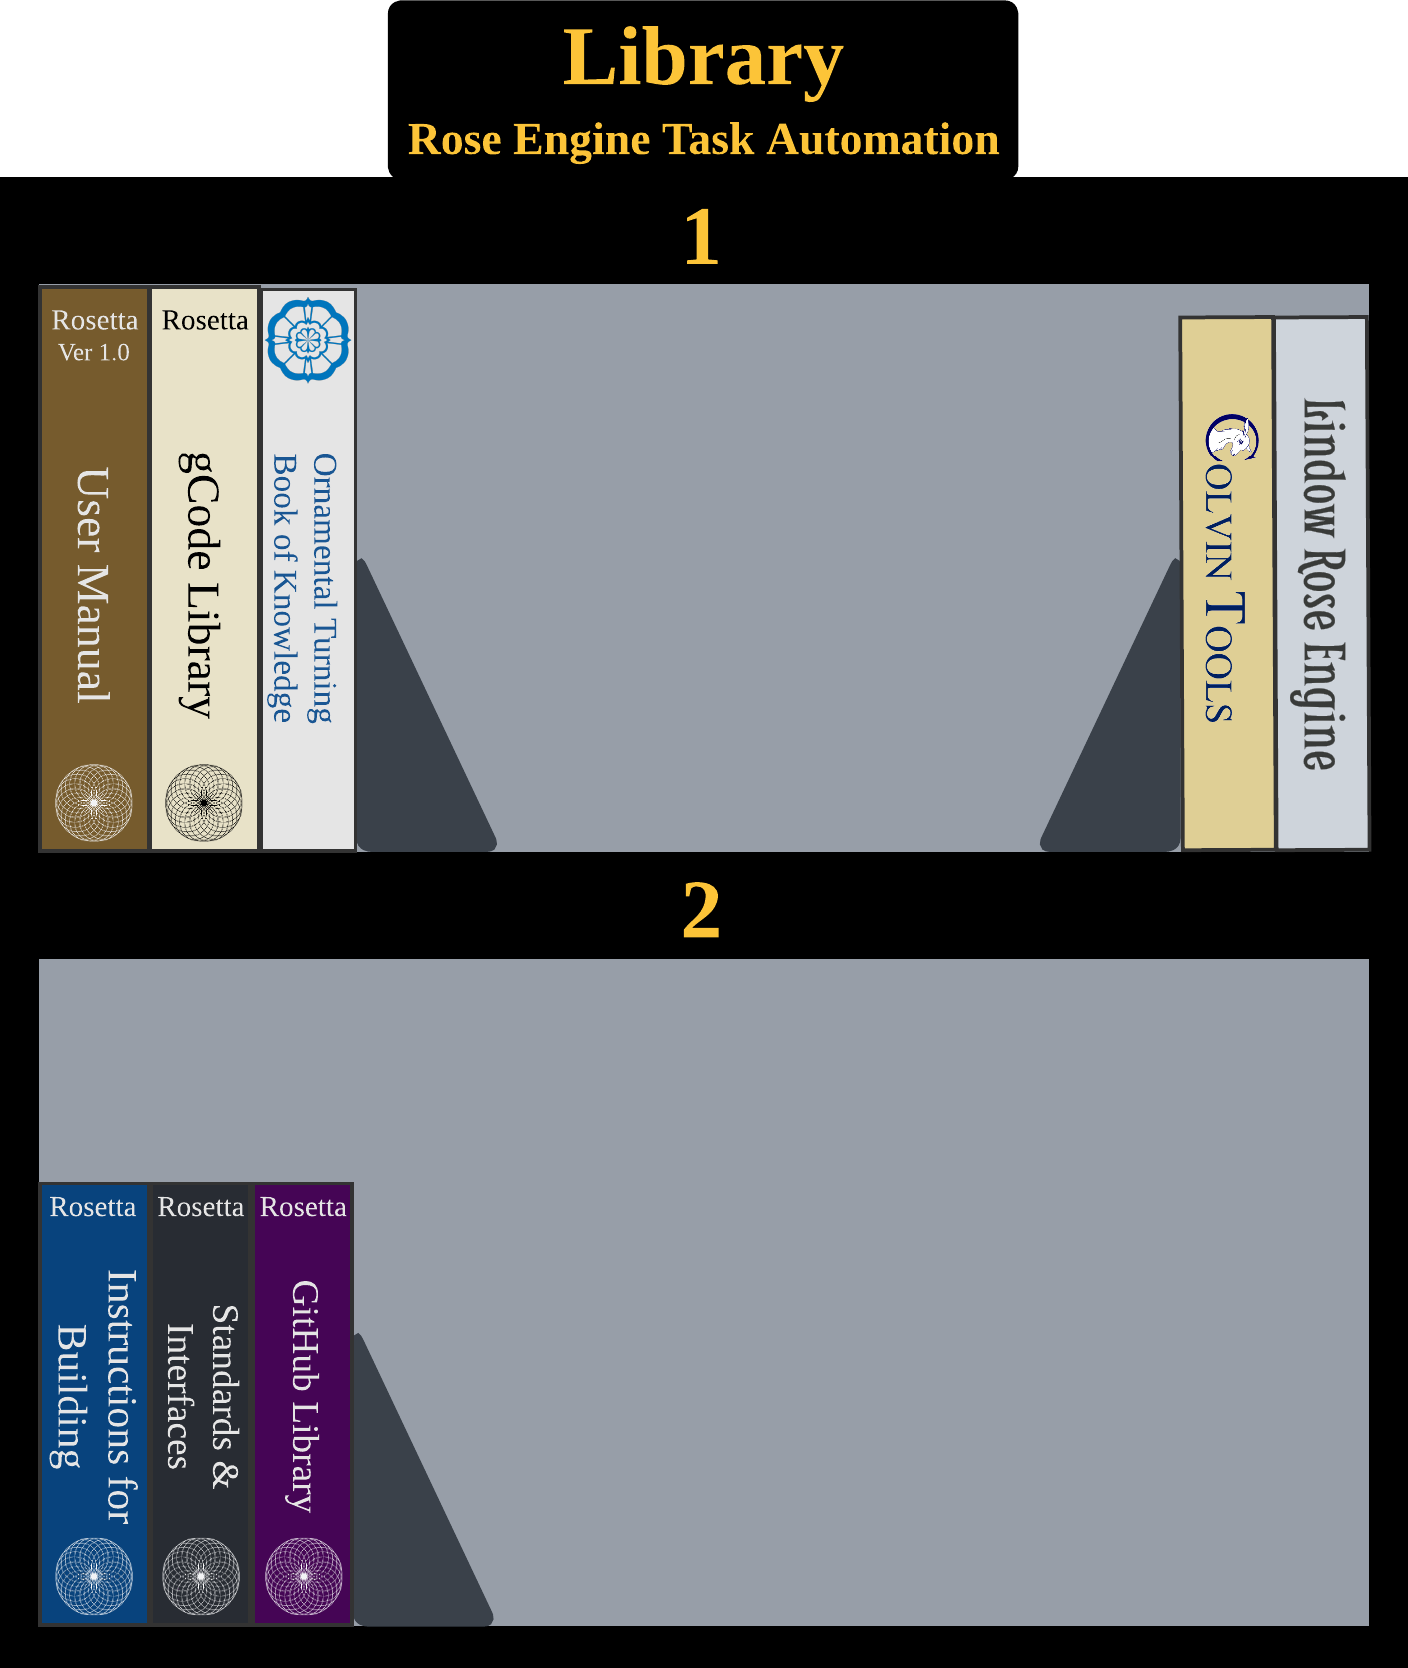 Library
Rose Engine Task Automation
1
Rosetta
Ver 1.0
User Manual
Rosetta
gCode Library
Ornamental Turning
Book of Knowledge
COLVIN TOOLS
Lindow Rose Engine
2
Rosetta
Instructions for
Building
Rosetta
Standards &
Interfaces
Rosetta
GitHub Library